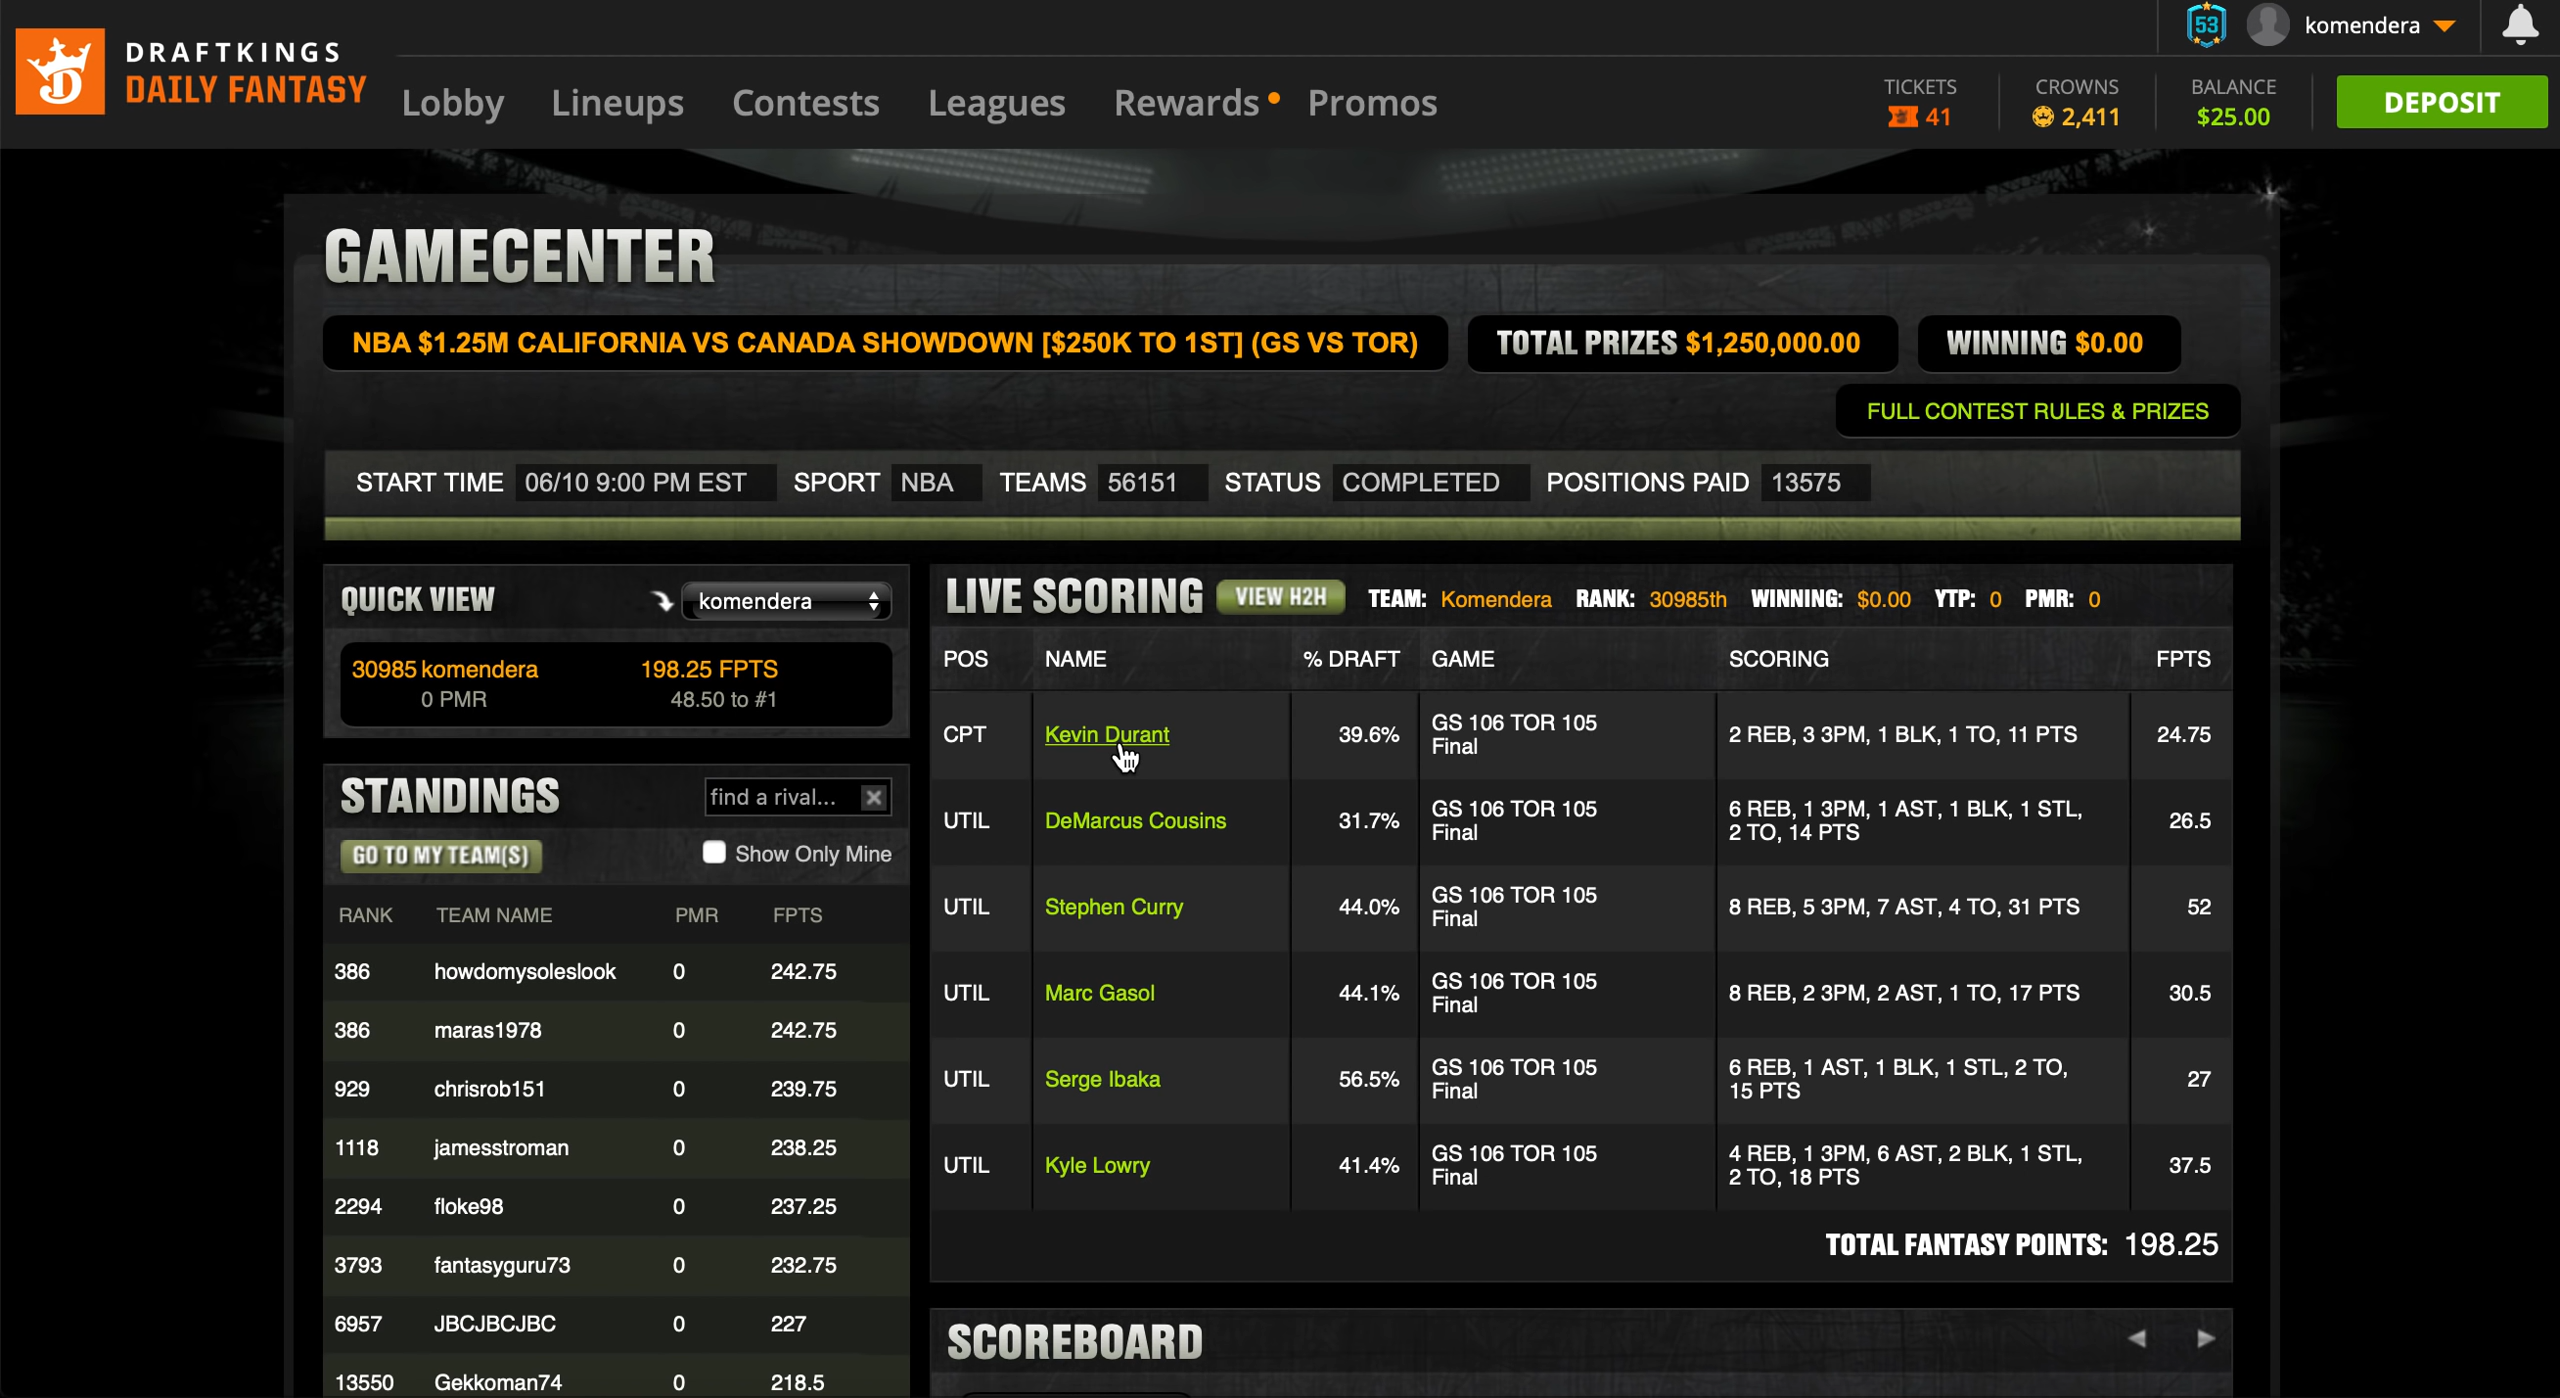 53 komendera
DRAFTKINGS
DAILY FANTASY
Lobby Lineups Contests Leagues Rewards Promos
TICKETS
41
CROWNS
2,411
BALANCE
$25.00
DEPOSIT
GAMECENTER
NBA $1.25M CALIFORNIA VS CANADA SHOWDOWN [$250K TO 1ST] (GS VS TOR)
TOTAL PRIZES $1,250,000.00
WINNING $0.00
FULL CONTEST RULES & PRIZES
START TIME 06/10 9:00 PM EST SPORT NBA TEAMS 56151 STATUS COMPLETED POSITIONS PAID 13575
QUICK VIEW komendera
30985 komendera 198.25 FPTS
0 PMR 48.50 to #1
STANDINGS find a rival...
GO TO MY TEAM(S) Show Only Mine
RANK TEAM NAME PMR FPTS
386 howdomysoleslook 0 242.75
386 maras1978 0 242.75
929 chrisrob151 0 239.75
1118 jamesstroman 0 238.25
2294 floke98 0 237.25
3793 fantasyguru73 0 232.75
6957 JBCJBCJBC 0 227
13550 Gekkoman74 0 218.5
LIVE SCORING VIEW H2H TEAM: Komendera RANK: 30985th WINNING: $0.00 YTP: 0 PMR: 0
POS NAME % DRAFT GAME SCORING FPTS
CPT Kevin Durant 39.6% GS 106 TOR 105 2 REB, 3 3PM, 1 BLK, 1 TO, 11 PTS 24.75
Final
UTIL DeMarcus Cousins 31.7% GS 106 TOR 105 6 REB, 1 3PM, 1 AST, 1 BLK, 1 STL, 26.5
Final 2 TO, 14 PTS
UTIL Stephen Curry 44.0% GS 106 TOR 105 8 REB, 5 3PM, 7 AST, 4 TO, 31 PTS 52
Final
UTIL Marc Gasol 44.1% GS 106 TOR 105 8 REB, 2 3PM, 2 AST, 1 TO, 17 PTS 30.5
Final
UTIL Serge Ibaka 56.5% GS 106 TOR 105 6 REB, 1 AST, 1 BLK, 1 STL, 2 TO, 27
Final 15 PTS
UTIL Kyle Lowry 41.4% GS 106 TOR 105 4 REB, 1 3PM, 6 AST, 2 BLK, 1 STL, 37.5
Final 2 TO, 18 PTS
TOTAL FANTASY POINTS: 198.25
SCOREBOARD